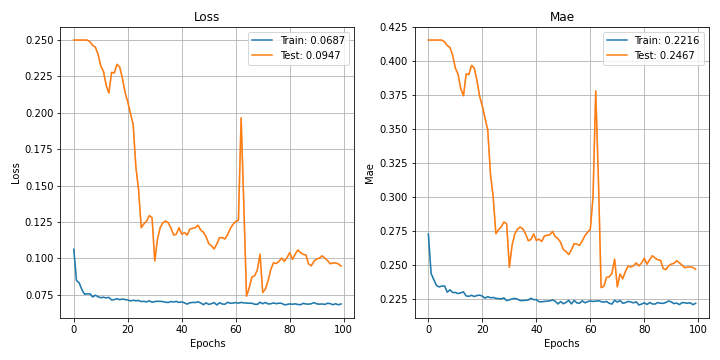 Loss
Train: 0.0687
Test: 0.0947
0.250
0.225
0.200
0.175
0.150
0.125
0.100
0.075
Loss
0 20 40 60 80 100
Epochs
Mae
Train: 0.2216
Test: 0.2467
0.425
0.400
0.375
0.350
0.325
0.300
0.275
0.250
0.225
Mae
0 20 40 60 80 100
Epochs